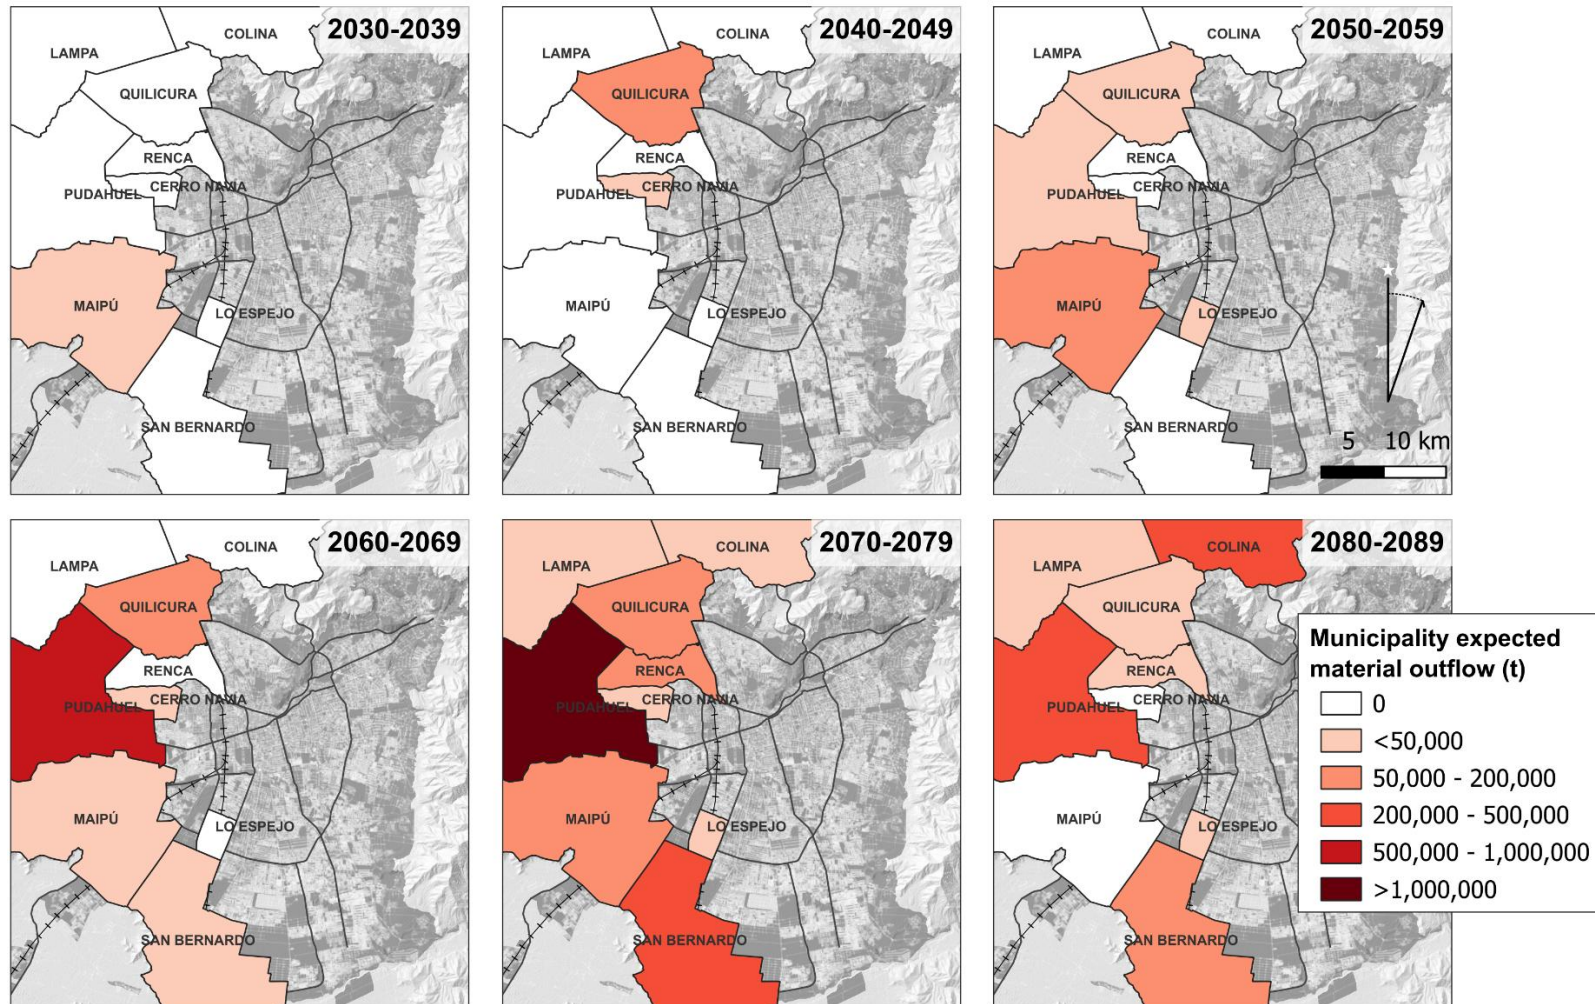 2030-2039
COLINA
LAMPA
QUILICURA
RENCA
CERRO NAVIA
PUDAHUEL
MAIPÚ
LO ESPEJO
SAN BERNARDO
2040-2049
COLINA
LAMPA
QUILICURA
RENCA
CERRO NAVIA
PUDAHUEL
MAIPÚ
LO ESPEJO
SAN BERNARDO
2050-2059
COLINA
LAMPA
QUILICURA
RENCA
CERRO NAVIA
PUDAHUEL
MAIPÚ
LO ESPEJO
SAN BERNARDO
5 10 km
2060-2069
COLINA
LAMPA
QUILICURA
RENCA
CERRO NAVIA
PUDAHUEL
MAIPÚ
LO ESPEJO
SAN BERNARDO
2070-2079
COLINA
LAMPA
QUILICURA
RENCA
CERRO NAVIA
PUDAHUEL
MAIPÚ
LO ESPEJO
SAN BERNARDO
2080-2089
COLINA
LAMPA
QUILICURA
RENCA
CERRO NAVIA
PUDAHUEL
MAIPÚ
LO ESPEJO
SAN BERNARDO
Municipality expected
material outflow (t)
0
<50,000
50,000 - 200,000
200,000 - 500,000
500,000 - 1,000,000
>1,000,000